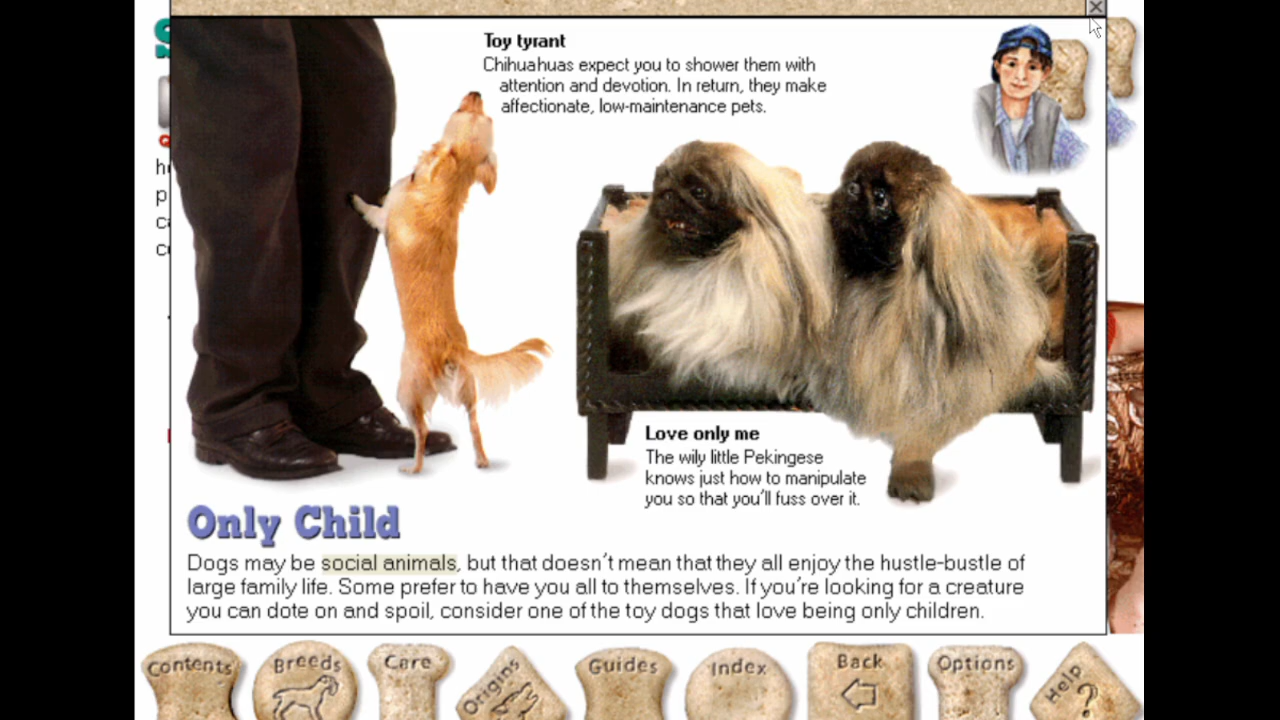 Toy tyrant
Chihuahuas expect you to shower them with
attention and devotion. In return, they make
affectionate, low-maintenance pets.
Love only me
The wily little Pekingese
knows just how to manipulate
you so that you'll fuss over it.
Only Child
Dogs may be social animals, but that doesn't mean that they all enjoy the hustle-bustle of
large family life. Some prefer to have you all to themselves. If you're looking for a creature
you can dote on and spoil, consider one of the toy dogs that love being only children.
Contents
Breeds
Care
Origins
Guides
Index
Back
Options
Help
?